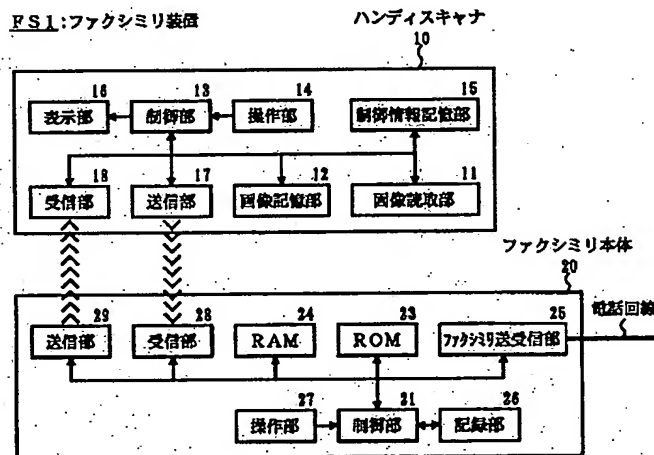 FS1:ファクシミリ装置
ハンディスキャナ
10
16 13 14 15
表示部 制御部 操作部 制御情報記憶部
18 17 12 11
受信部 送信部 画像記憶部 画像読取部
ファクシミリ本体
20
電話回線
29 28 24 23 25
送信部 受信部 RAM ROM ファクシミリ送受信部
27 21 26
操作部 制御部 記録部